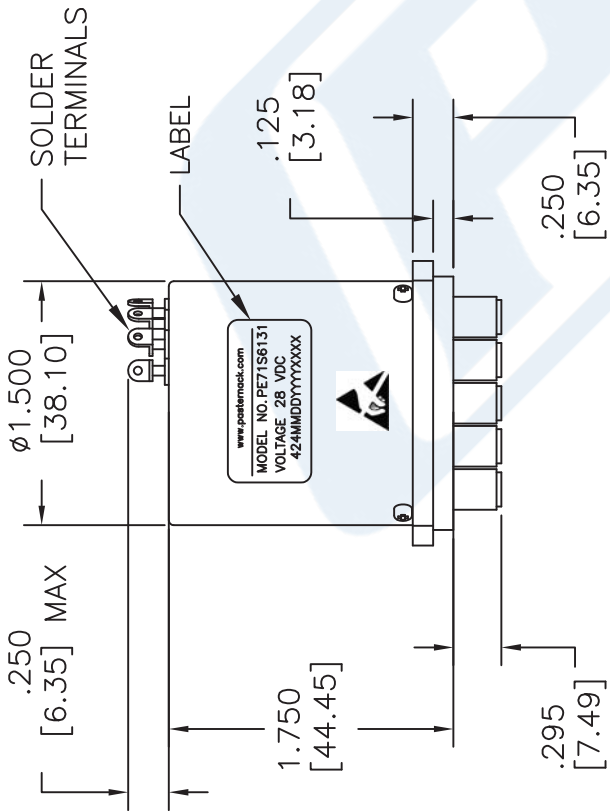 SOLDER
TERMINALS
LABEL
ø1.500
[38.10]
.250
[6.35] MAX
.125
[3.18]
www.pasternack.com
MODEL NO.PE71S6131
VOLTAGE 28 VDC
424MMDDYYYYXXXX
1.750
[44.45]
.250
[6.35]
.295
[7.49]